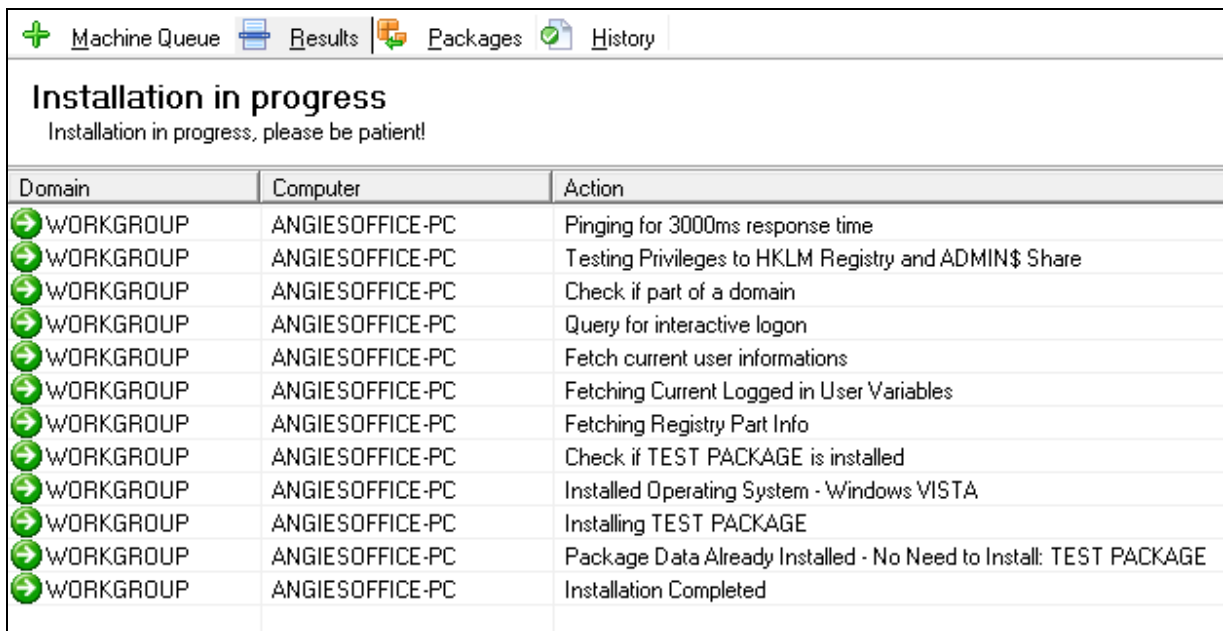 Machine Queue Results Packages History
Installation in progress
Installation in progress, please be patient!
Domain Computer Action
WORKGROUP ANGIESOFFICE-PC Pinging for 3000ms response time
WORKGROUP ANGIESOFFICE-PC Testing Privileges to HKLM Registry and ADMIN$ Share
WORKGROUP ANGIESOFFICE-PC Check if part of a domain
WORKGROUP ANGIESOFFICE-PC Query for interactive logon
WORKGROUP ANGIESOFFICE-PC Fetch current user informations
WORKGROUP ANGIESOFFICE-PC Fetching Current Logged in User Variables
WORKGROUP ANGIESOFFICE-PC Fetching Registry Part Info
WORKGROUP ANGIESOFFICE-PC Check if TEST PACKAGE is installed
WORKGROUP ANGIESOFFICE-PC Installed Operating System - Windows VISTA
WORKGROUP ANGIESOFFICE-PC Installing TEST PACKAGE
WORKGROUP ANGIESOFFICE-PC Package Data Already Installed - No Need to Install: TEST PACKAGE
WORKGROUP ANGIESOFFICE-PC Installation Completed